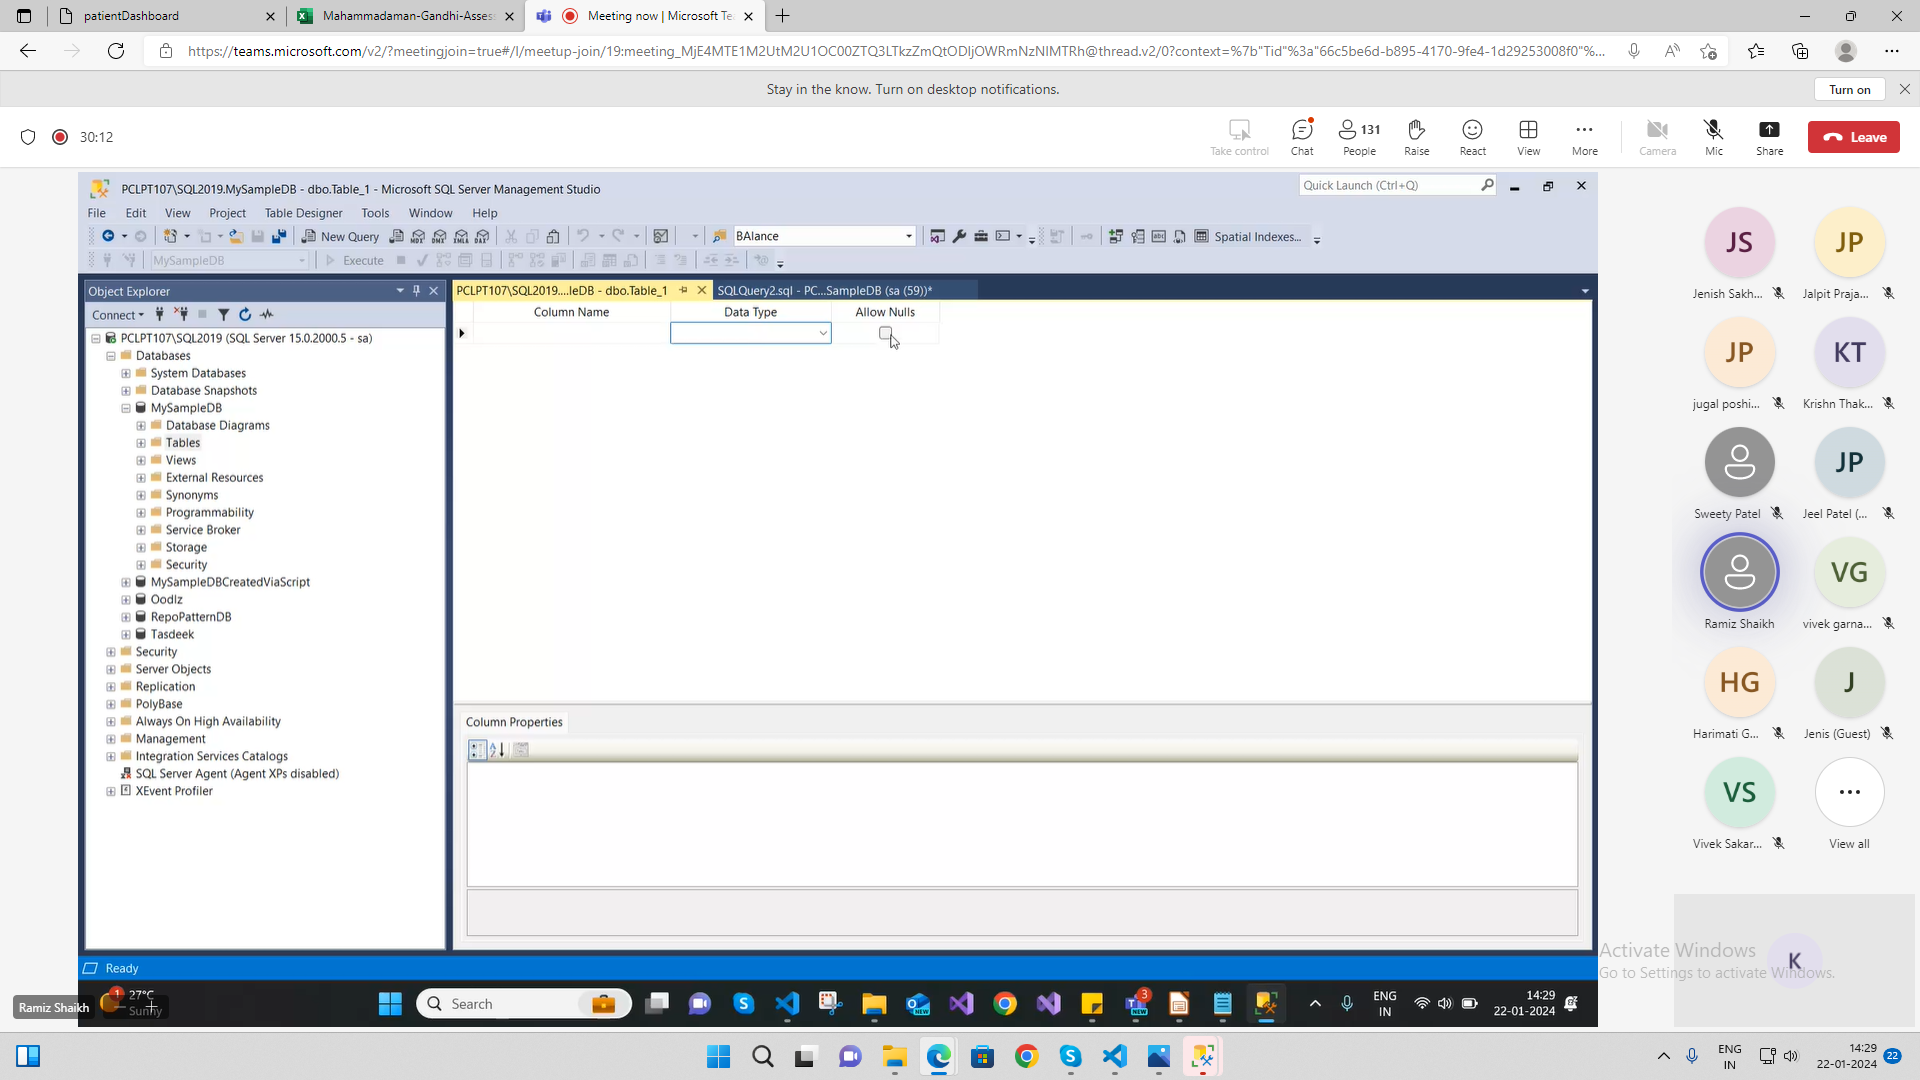 patientDashboard
Mahammadaman-Gandhi-Asses
Meeting now | Microsoft Te
https://teams.microsoft.com/v2/?meetingjoin=true#/l/meetup-join/19:meeting_MjE4MTE1M2UtM2U1OC00ZTQ3LTkzZmQtODljOWRmNzNlMTRh@thread.v2/0?context=%7b"Tid"%3a"66c5be6d-b895-4170-9fe4-1d29253008f0"%...
Stay in the know. Turn on desktop notifications.
Turn on
30:12
Take control
Chat
131
People
Raise
React
View
More
Camera
Mic
Share
Leave
PCLPT107\SQL2019.MySampleDB - dbo.Table_1 - Microsoft SQL Server Management Studio
Quick Launch (Ctrl+Q)
File Edit View Project Table Designer Tools Window Help
New Query
BAlance
Spatial Indexes...
MySampleDB
Execute
Object Explorer
Connect
PCLPT107\SQL2019 (SQL Server 15.0.2000.5 - sa)
Databases
System Databases
Database Snapshots
MySampleDB
Database Diagrams
Tables
Views
External Resources
Synonyms
Programmability
Service Broker
Storage
Security
MySampleDBCreatedViaScript
Oodlz
RepoPatternDB
Tasdeek
Security
Server Objects
Replication
PolyBase
Always On High Availability
Management
Integration Services Catalogs
SQL Server Agent (Agent XPs disabled)
XEvent Profiler
PCLPT107\SQL2019....leDB - dbo.Table_1
SQLQuery2.sql - PC...SampleDB (sa (59))*
Column Name
Data Type
Allow Nulls
Column Properties
Ready
JS
JP
Jenish Sakh...
Jalpit Praja...
JP
KT
jugal poshi...
Krishn Thak...
JP
Sweety Patel
Jeel Patel (...
VG
Ramiz Shaikh
vivek garna...
HG
J
Harimati G...
Jenis (Guest)
VS
Vivek Sakar...
View all
K
Activate Windows
Go to Settings to activate Windows.
Ramiz Shaikh
1
27°C
Sunny
Search
NEW
3
NEW
ENG
IN
14:29
22-01-2024
ENG
IN
14:29
22-01-2024
22